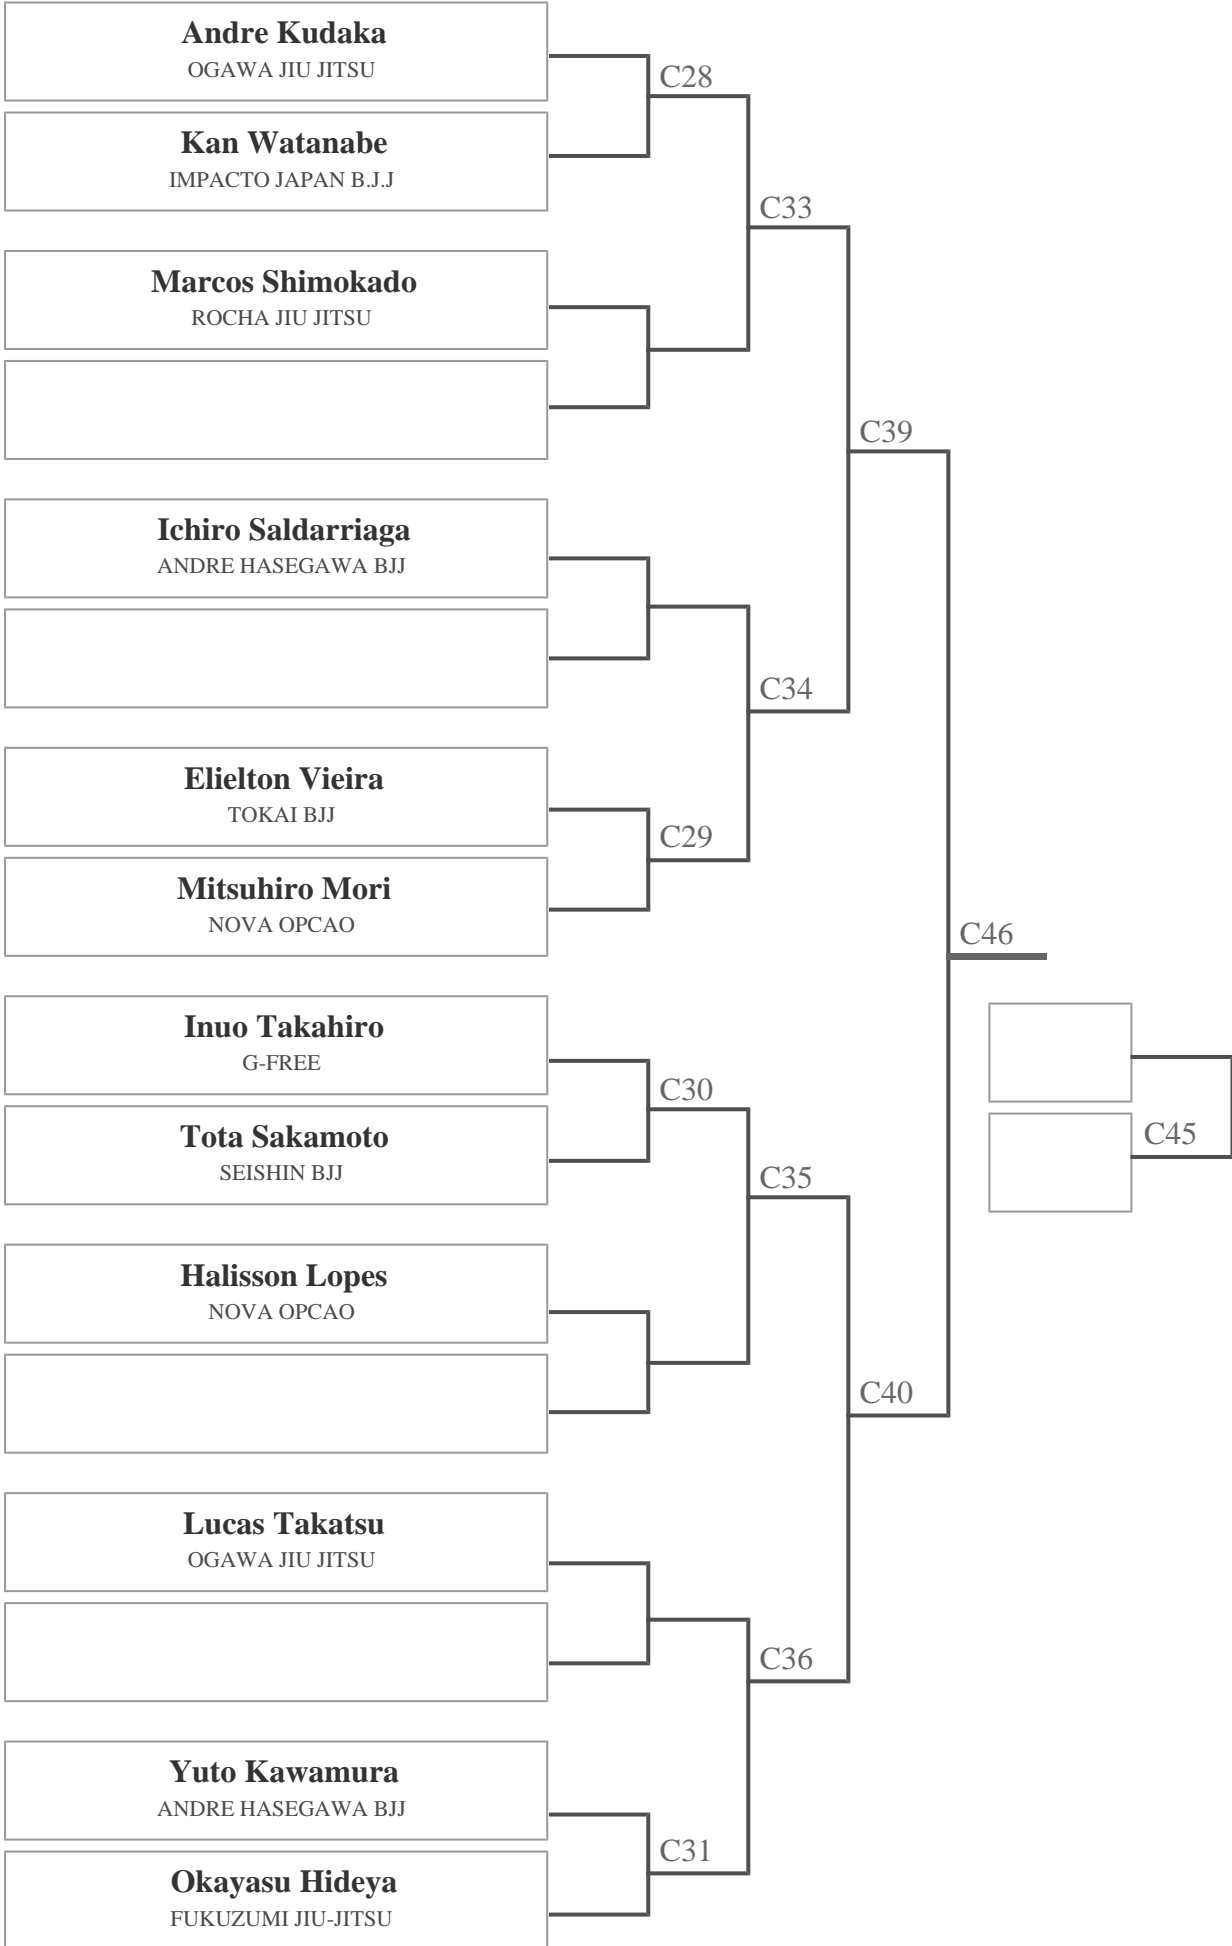 Andre Kudaka
OGAWA JIU JITSU
C28
Kan Watanabe
IMPACTO JAPAN B.J.J
C33
Marcos Shimokado
ROCHA JIU JITSU
C39
Ichiro Saldarriaga
ANDRE HASEGAWA BJJ
C34
Elielton Vieira
TOKAI BJJ
C29
Mitsuhiro Mori
NOVA OPCAO
C46
Inuo Takahiro
G-FREE
C30
Tota Sakamoto
SEISHIN BJJ
C45
C35
Halisson Lopes
NOVA OPCAO
C40
Lucas Takatsu
OGAWA JIU JITSU
C36
Yuto Kawamura
ANDRE HASEGAWA BJJ
C31
Okayasu Hideya
FUKUZUMI JIU-JITSU